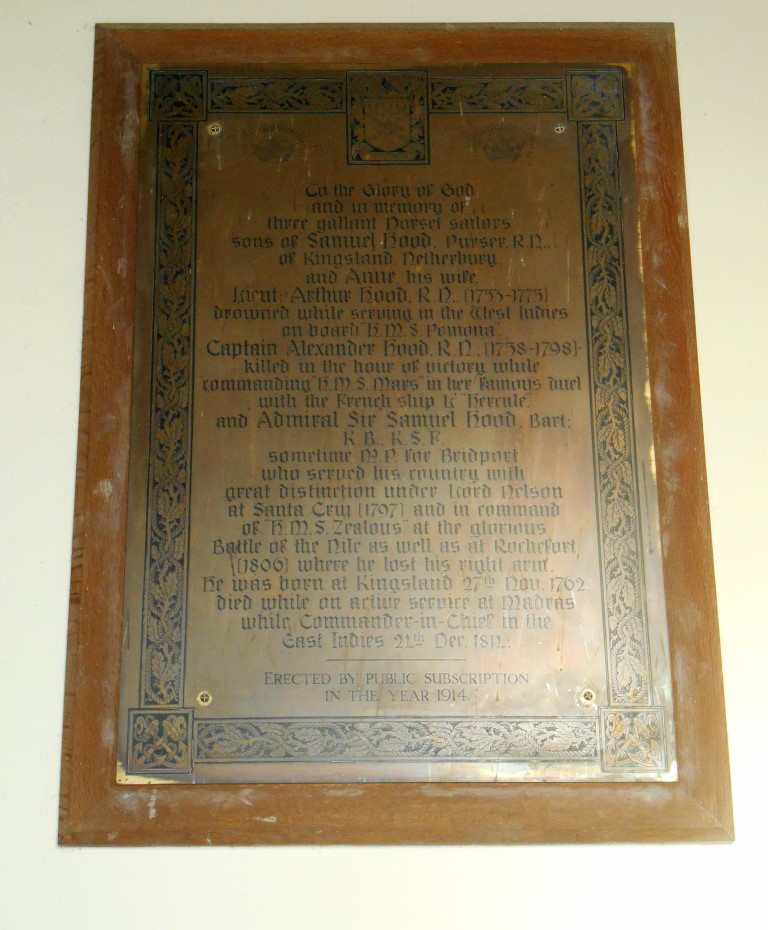 To the Glory of God
and in memory of
three gallant Dorset sailors
sons of Samuel Hood, Purser, R.N.,
of Kingsland Netherbury,
and Anne, his wife.
Lieut: Arthur Hood, R.N., (1755-1775)
drowned while serving in the West Indies
on board "H.M.S. Pomona."
Captain Alexander Hood, R.N., (1758-1798)
killed in the hour of victory while
commanding "H.M.S. Mars" in her famous duel
with the French ship L'"Hercule",
and Admiral Sir Samuel Hood, Bart:
K.B., K.S.F.
sometime M.P. for Bridport
who served his country with
great distinction under Lord Nelson
at Santa Cruz (1797) and in command
of "H.M.S. Zealous" at the glorious
Battle of the Nile as well as at Rochefort,
(1806) where he lost his right arm.
He was born at Kingsland 27th Nov. 1762,
died while on active service at Madras
while Commander-in-Chief in the
East Indies 24th Dec. 1814:
ERECTED BY PUBLIC SUBSCRIPTION
IN THE YEAR 1914.